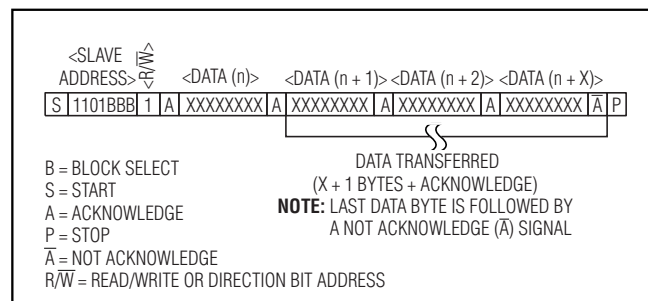 <SLAVE ADDRESS> <R/W̅> <DATA (n)> <DATA (n + 1)> <DATA (n + 2)> <DATA (n + X)>
S 1101BBB 1 A XXXXXXXX A XXXXXXXX A XXXXXXXX A XXXXXXXX A̅ P
B = BLOCK SELECT
S = START
A = ACKNOWLEDGE
P = STOP
A̅ = NOT ACKNOWLEDGE
R/W̅ = READ/WRITE OR DIRECTION BIT ADDRESS
DATA TRANSFERRED
(X + 1 BYTES + ACKNOWLEDGE)
NOTE: LAST DATA BYTE IS FOLLOWED BY
A NOT ACKNOWLEDGE (A̅) SIGNAL